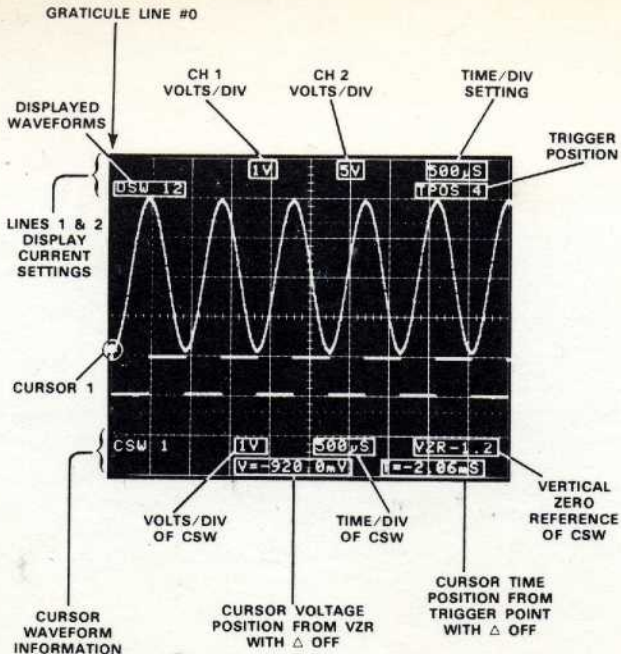 GRATICULE LINE #0
CH 1
VOLTS/DIV
CH 2
VOLTS/DIV
TIME/DIV
SETTING
DISPLAYED
WAVEFORMS
TRIGGER
POSITION
1V
5V
500µS
DSW 12
TPOS 4
LINES 1 & 2
DISPLAY
CURRENT
SETTINGS
CURSOR 1
CSW 1
1V
500µS
VZR-1.2
V=-920.0mV
T=-2.06mS
VOLTS/DIV
OF CSW
TIME/DIV
OF CSW
VERTICAL
ZERO
REFERENCE
OF CSW
CURSOR
WAVEFORM
INFORMATION
CURSOR VOLTAGE
POSITION FROM VZR
WITH △ OFF
CURSOR TIME
POSITION FROM
TRIGGER POINT
WITH △ OFF